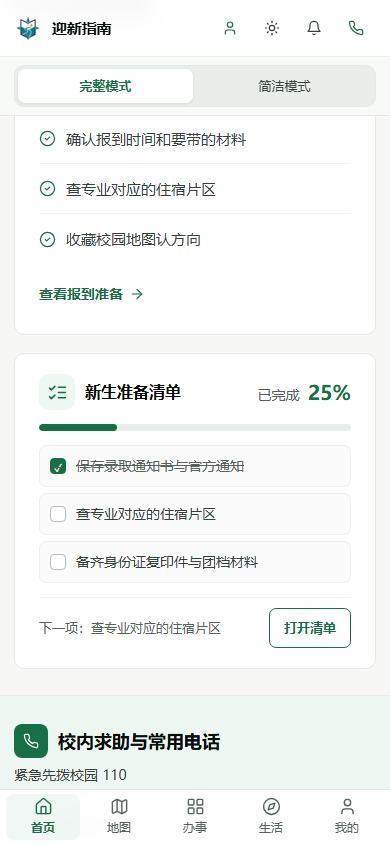 迎新指南
完整模式
简洁模式
确认报到时间和要带的材料
查专业对应的住宿片区
收藏校园地图认方向
查看报到准备
新生准备清单
已完成 25%
保存录取通知书与官方通知
查专业对应的住宿片区
备齐身份证复印件与团档材料
下一项：查专业对应的住宿片区
打开清单
校内求助与常用电话
紧急先拨校园 110
首页
地图
办事
生活
我的